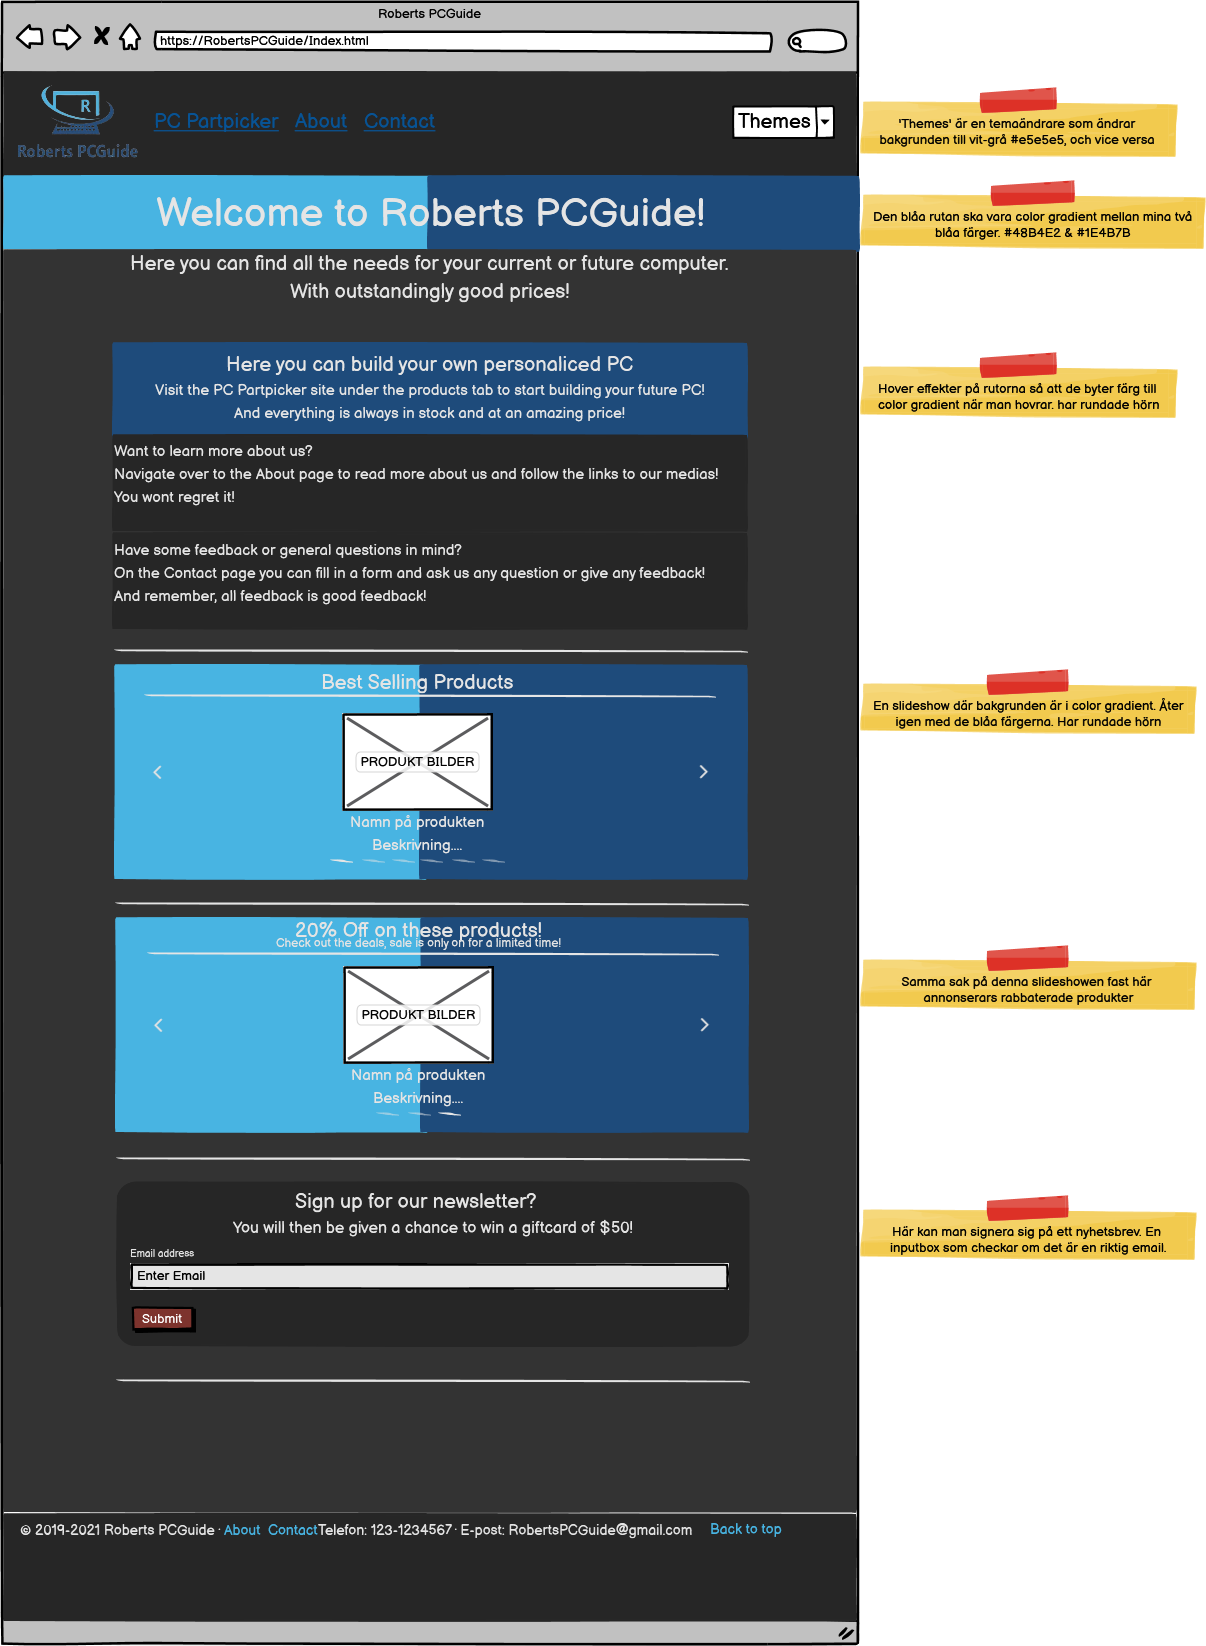 Roberts PCGuide
https://RobertsPCGuide/Index.html
R
Roberts PCGuide
PC Partpicker About Contact
Themes
'Themes' är en temaändrare som ändrar
bakgrunden till vit-grå #e5e5e5, och vice versa
Welcome to Roberts PCGuide!
Den blåa rutan ska vara color gradient mellan mina två
blåa färger. #48B4E2 & #1E4B7B
Here you can find all the needs for your current or future computer.
With outstandingly good prices!
Here you can build your own personaliced PC
Visit the PC Partpicker site under the products tab to start building your future PC!
And everything is always in stock and at an amazing price!
Hover effekter på rutorna så att de byter färg till
color gradient når man hovrar. har rundade hörn
Want to learn more about us?
Navigate over to the About page to read more about us and follow the links to our medias!
You wont regret it!
Have some feedback or general questions in mind?
On the Contact page you can fill in a form and ask us any question or give any feedback!
And remember, all feedback is good feedback!
Best Selling Products
PRODUKT BILDER
Namn på produkten
Beskrivning....
En slideshow där bakgrunden är i color gradient. Åter
igen med de blåa färgerna. Har rundade hörn
20% Off on these products!
Check out the deals, sale is only on for a limited time!
PRODUKT BILDER
Namn på produkten
Beskrivning....
Samma sak på denna slideshowen fast här
annonserars rabbaterade produkter
Sign up for our newsletter?
You will then be given a chance to win a giftcard of $50!
Email address
Enter Email
Submit
Här kan man signera sig på ett nyhetsbrev. En
inputbox som checkar om det är en riktig email.
© 2019-2021 Roberts PCGuide · About Contact Telefon: 123-1234567 · E-post: RobertsPCGuide@gmail.com Back to top